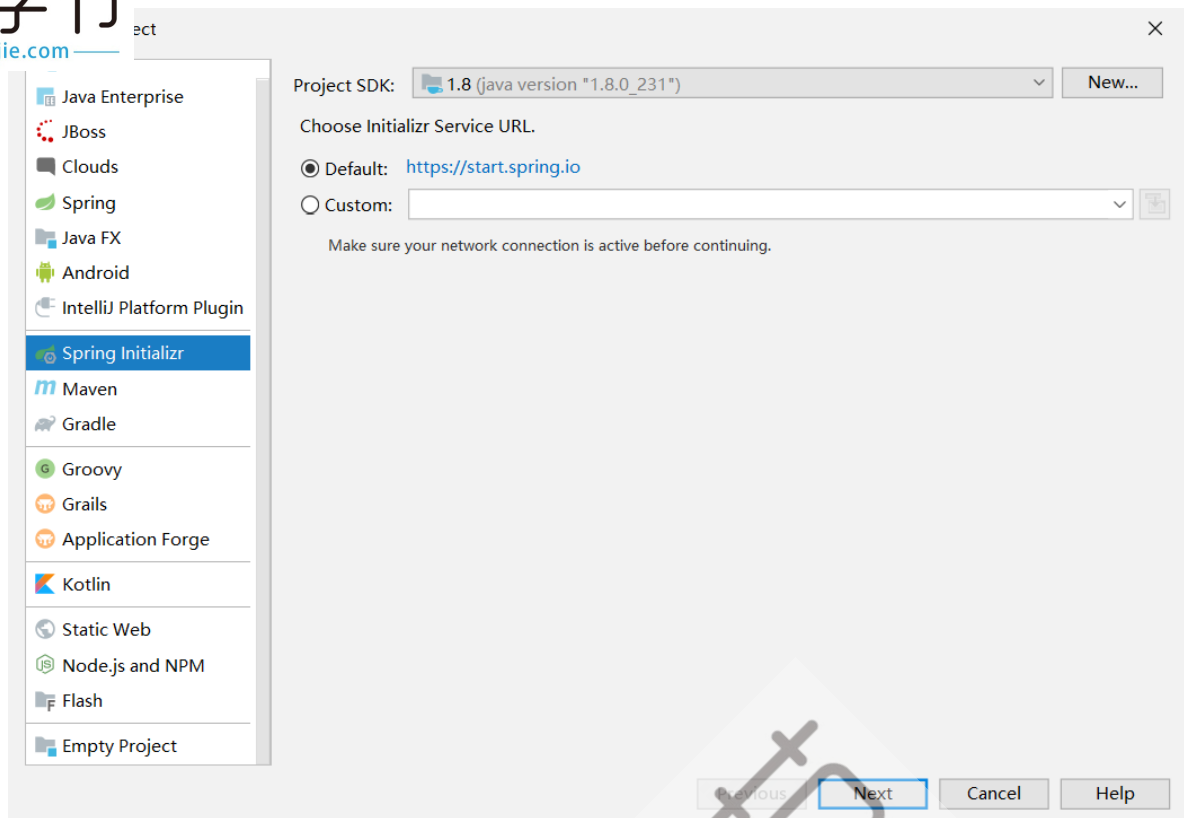 ect
ie.com
Java Enterprise
JBoss
Clouds
Spring
Java FX
Android
IntelliJ Platform Plugin
Spring Initializr
Maven
Gradle
Groovy
Grails
Application Forge
Kotlin
Static Web
Node.js and NPM
Flash
Empty Project
Project SDK: 1.8 (java version "1.8.0_231") New...
Choose Initializr Service URL.
Default: https://start.spring.io
Custom:
Make sure your network connection is active before continuing.
Previous Next Cancel Help